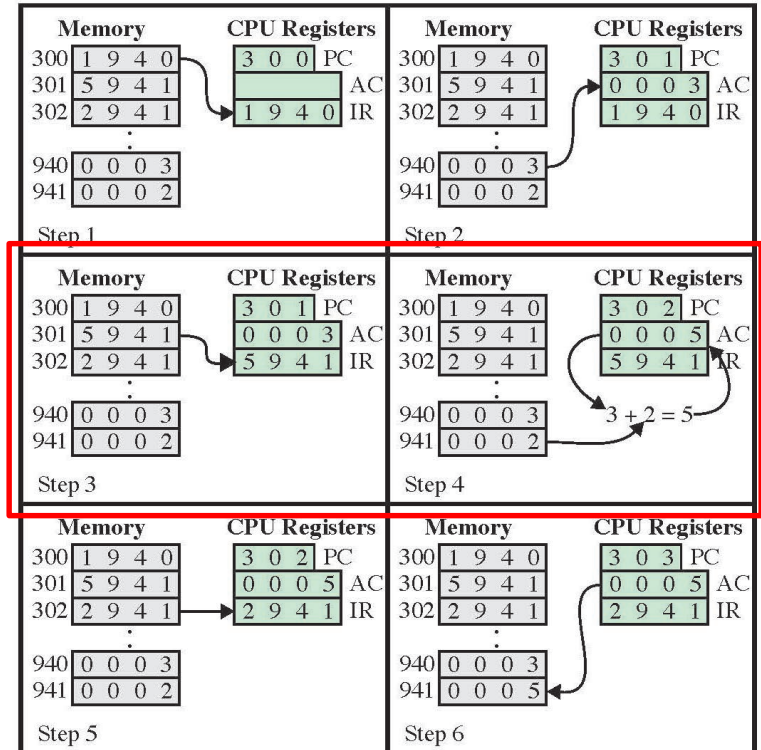 Memory CPU Registers
300 1 9 4 0 3 0 0 PC
301 5 9 4 1 AC
302 2 9 4 1 1 9 4 0 IR
940 0 0 0 3
941 0 0 0 2
Step 1
Memory CPU Registers
300 1 9 4 0 3 0 1 PC
301 5 9 4 1 0 0 0 3 AC
302 2 9 4 1 1 9 4 0 IR
940 0 0 0 3
941 0 0 0 2
Step 2
Memory CPU Registers
300 1 9 4 0 3 0 1 PC
301 5 9 4 1 0 0 0 3 AC
302 2 9 4 1 5 9 4 1 IR
940 0 0 0 3
941 0 0 0 2
Step 3
Memory CPU Registers
300 1 9 4 0 3 0 2 PC
301 5 9 4 1 0 0 0 5 AC
302 2 9 4 1 5 9 4 1 IR
940 0 0 0 3 3 + 2 = 5
941 0 0 0 2
Step 4
Memory CPU Registers
300 1 9 4 0 3 0 2 PC
301 5 9 4 1 0 0 0 5 AC
302 2 9 4 1 2 9 4 1 IR
940 0 0 0 3
941 0 0 0 2
Step 5
Memory CPU Registers
300 1 9 4 0 3 0 3 PC
301 5 9 4 1 0 0 0 5 AC
302 2 9 4 1 2 9 4 1 IR
940 0 0 0 3
941 0 0 0 5
Step 6